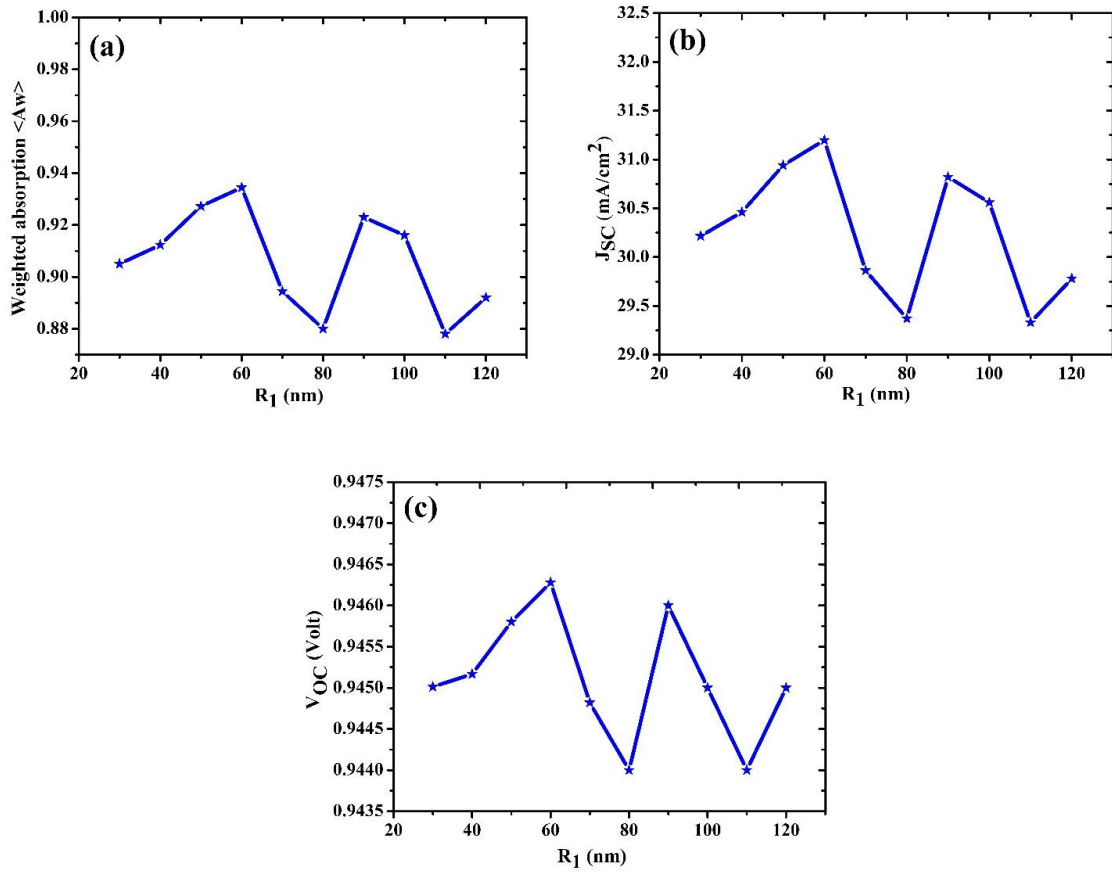 (a)
Weighted absorption <Aw>
1.00
0.98
0.96
0.94
0.92
0.90
0.88
20 40 60 80 100 120
R1 (nm)
(b)
JSC (mA/cm2)
32.5
32.0
31.5
31.0
30.5
30.0
29.5
29.0
20 40 60 80 100 120
R1 (nm)
(c)
VOC (Volt)
0.9475
0.9470
0.9465
0.9460
0.9455
0.9450
0.9445
0.9440
0.9435
20 40 60 80 100 120
R1 (nm)